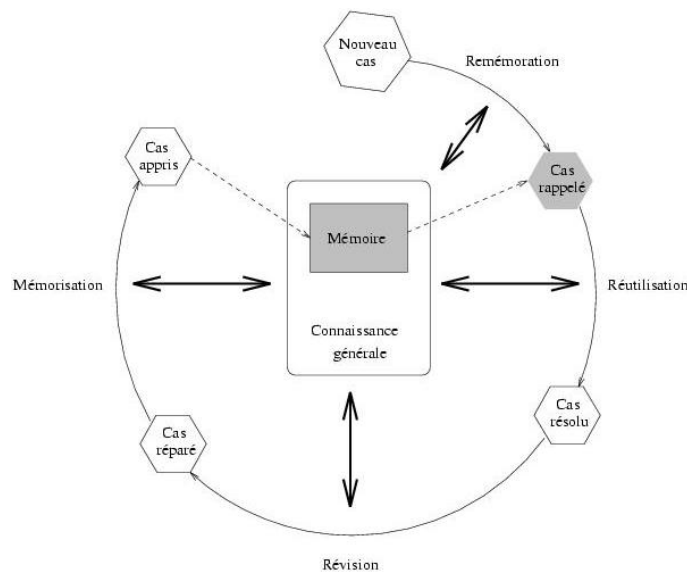 Nouveau
cas
Remémoration
Cas
appris
Cas
rappelé
Mémoire
Mémorisation
Réutilisation
Connaissance
générale
Cas
résolu
Cas
réparé
Révision